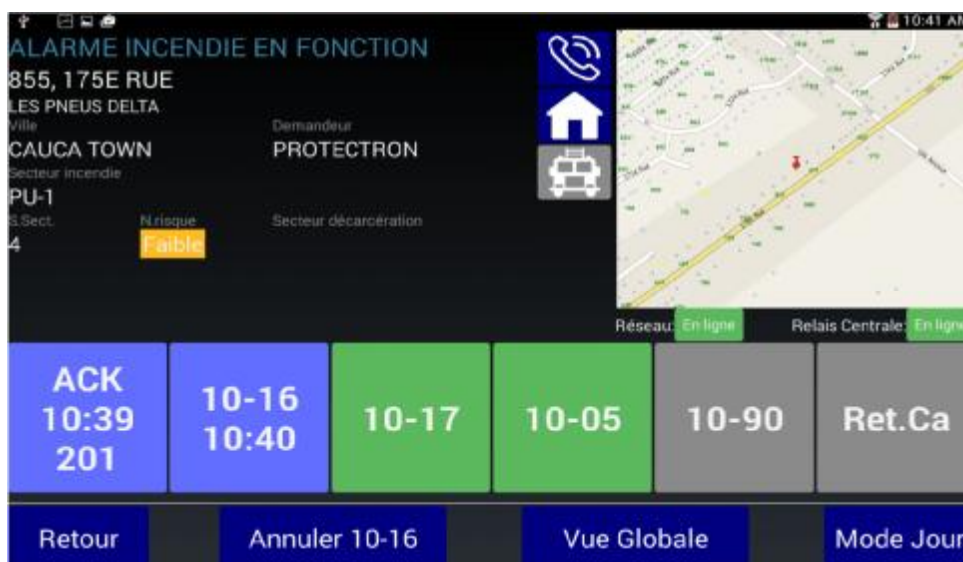 10:41 AM
ALARME INCENDIE EN FONCTION
855, 175E RUE
LES PNEUS DELTA
Ville
Demandeur
CAUCA TOWN
PROTECTRON
Secteur incendie
PU-1
S.Sect.
N.risque
Secteur décarcération
4
Faible
Réseau: En ligne
Relais Centrale: En ligne
ACK
10:39
201
10-16
10:40
10-17
10-05
10-90
Ret.Ca
Retour
Annuler 10-16
Vue Globale
Mode Jour